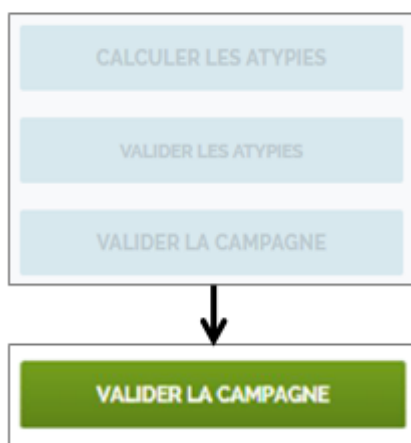 CALCULER LES ATYPIES
VALIDER LES ATYPIES
VALIDER LA CAMPAGNE
VALIDER LA CAMPAGNE